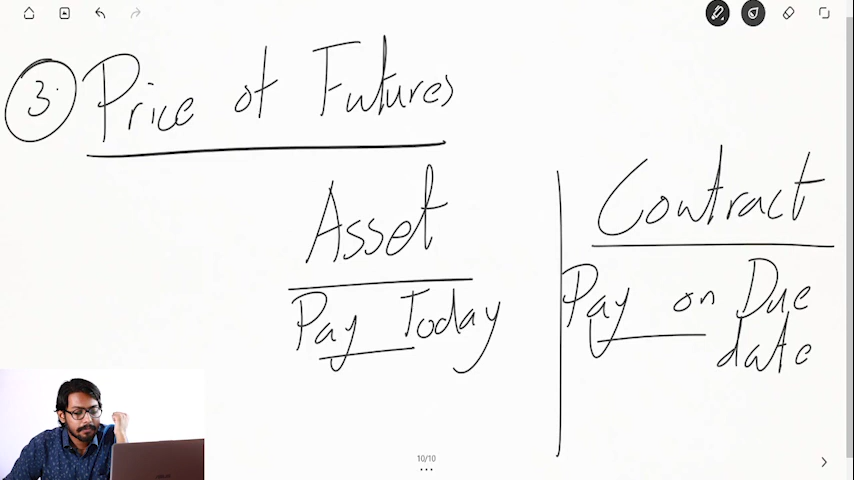 3. Price of Futures
Asset
Contract
Pay Today
Pay on Due
date
10/10